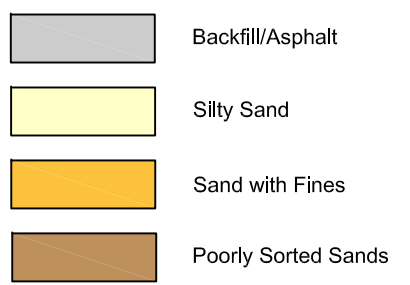 Backfill/Asphalt
Silty Sand
Sand with Fines
Poorly Sorted Sands